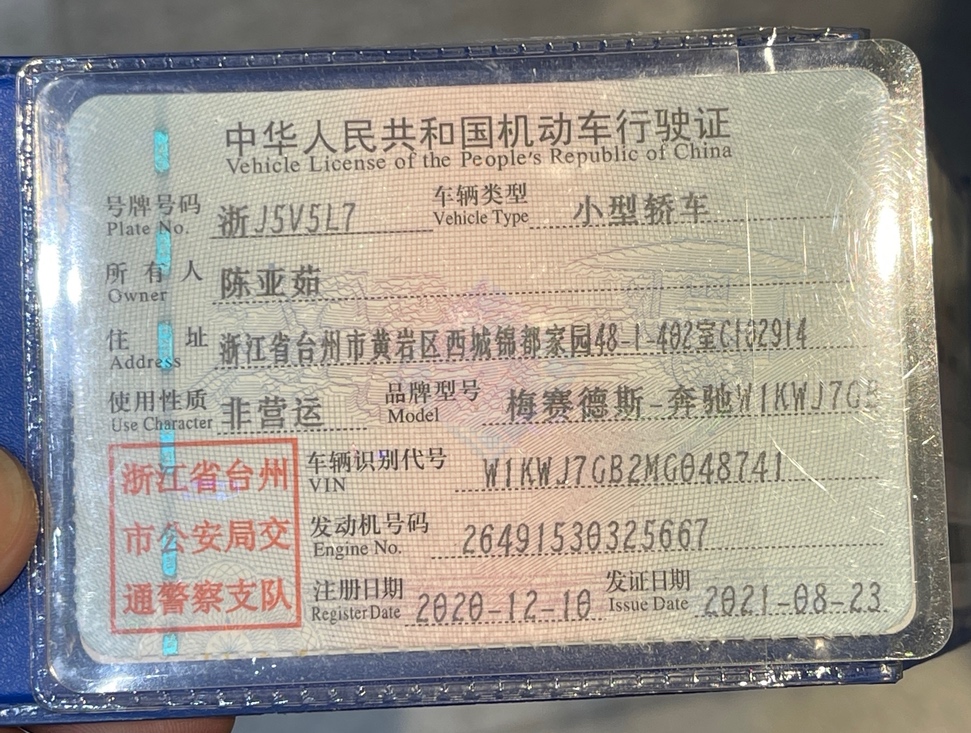 中华人民共和国机动车行驶证
Vehicle License of the People's Republic of China
号牌号码 浙J5V5L7 车辆类型 小型轿车
Plate No. Vehicle Type
所有人 陈亚茹
Owner
住址 浙江省台州市黄岩区西城锦都家园48-1-402室C102914
Address
使用性质 非营运 品牌型号 梅赛德斯-奔驰W1KWJ7GB
Use Character Model
浙江省台州
市公安局交
通警察支队
车辆识别代号 W1KWJ7GB2MG048741
VIN
发动机号码 26491530325667
Engine No.
注册日期 2020-12-10 发证日期 2021-08-23
Register Date Issue Date